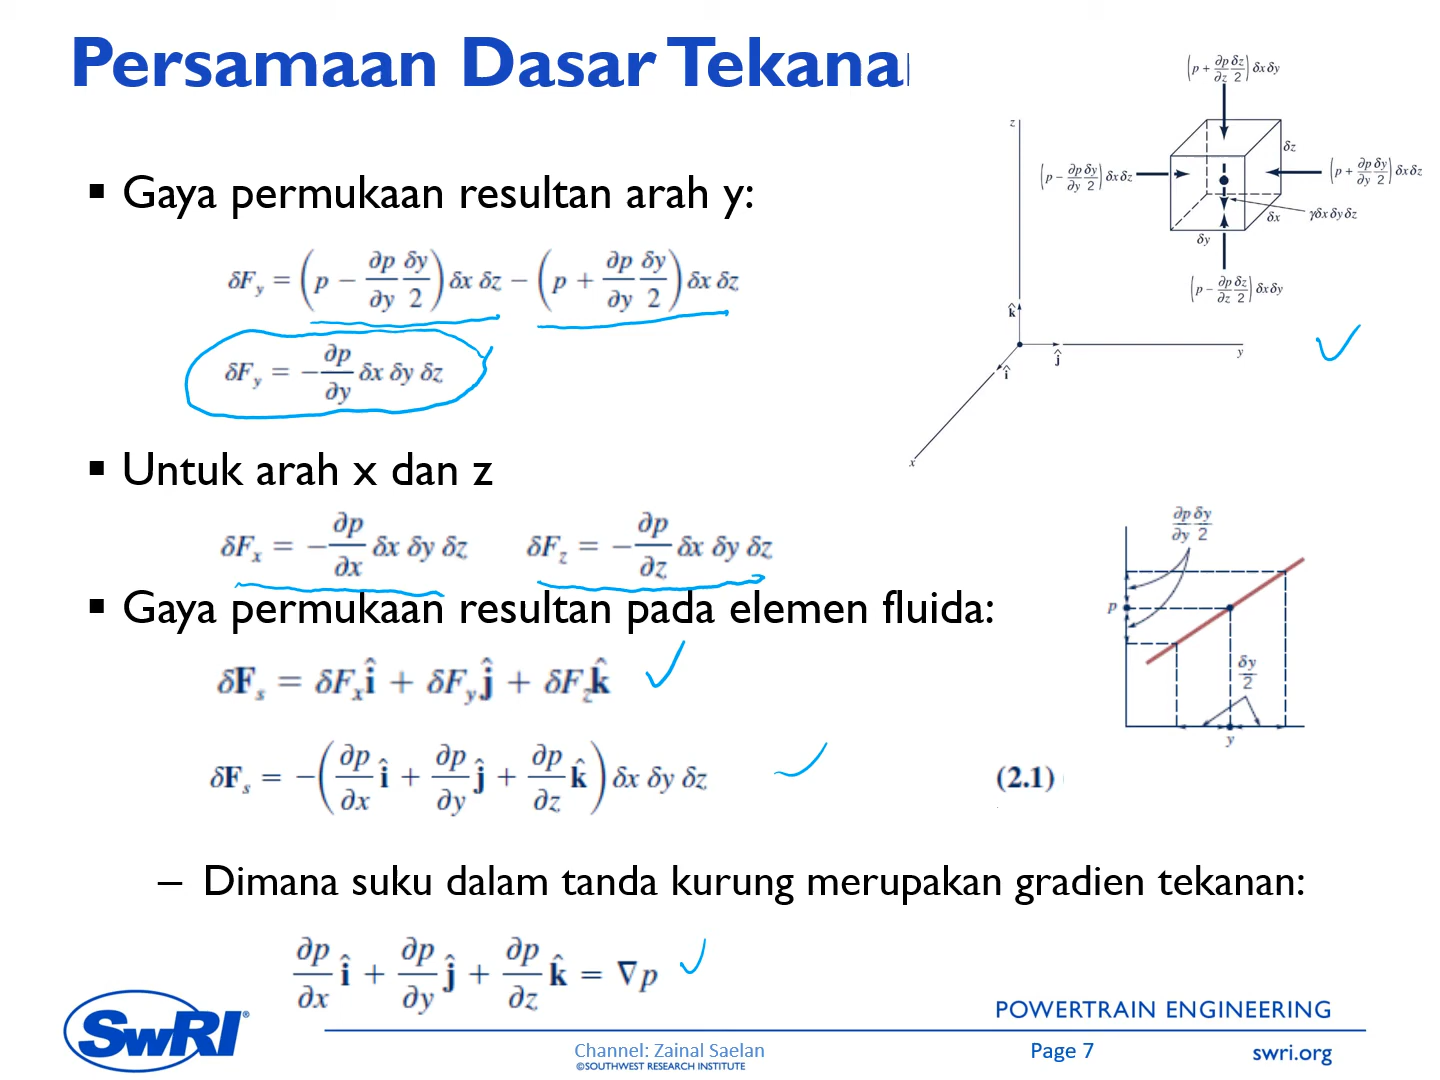 Persamaan Dasar Tekanan
▪ Gaya permukaan resultan arah y:
δF_y = (p − ∂p/∂y δy/2) δx δz − (p + ∂p/∂y δy/2) δx δz
δF_y = −∂p/∂y δx δy δz
▪ Untuk arah x dan z
δF_x = −∂p/∂x δx δy δz   δF_z = −∂p/∂z δx δy δz
▪ Gaya permukaan resultan pada elemen fluida:
δF_s = δF_x î + δF_y ĵ + δF_z k̂
δF_s = −(∂p/∂x î + ∂p/∂y ĵ + ∂p/∂z k̂) δx δy δz (2.1)
– Dimana suku dalam tanda kurung merupakan gradien tekanan:
∂p/∂x î + ∂p/∂y ĵ + ∂p/∂z k̂ = ∇p
(p + ∂p/∂z δz/2) δx δy
z
δz
(p − ∂p/∂y δy/2) δx δz
(p + ∂p/∂y δy/2) δx δz
δx
γδx δy δz
δy
(p − ∂p/∂z δz/2) δx δy
k̂
ĵ
y
î
x
∂p/∂y δy/2
p
δy/2
y
SwRI®
POWERTRAIN ENGINEERING
Channel: Zainal Saelan
©SOUTHWEST RESEARCH INSTITUTE
Page 7
swri.org